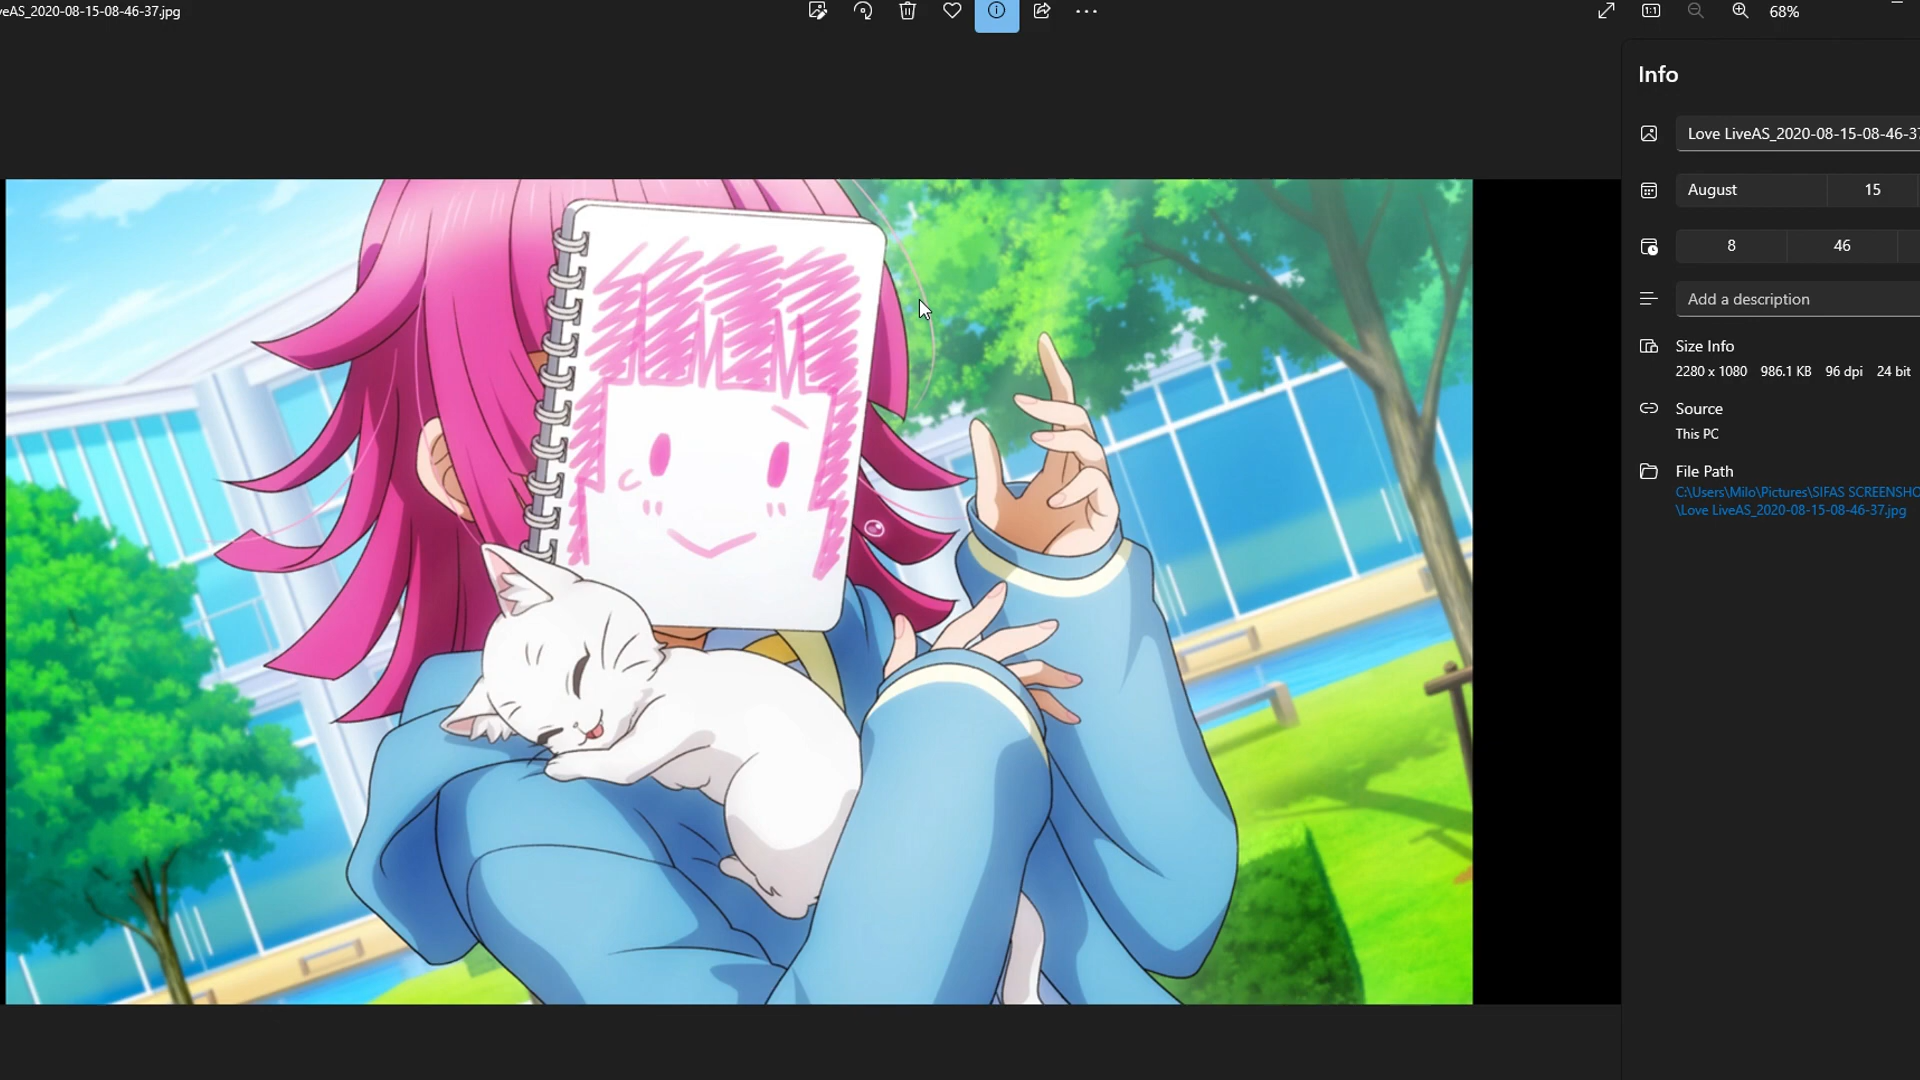 veAS_2020-08-15-08-46-37.jpg
68%
Info
Love LiveAS_2020-08-15-08-46-37
August 15
8 46
Add a description
Size Info
2280 x 1080 986.1 KB 96 dpi 24 bit
Source
This PC
File Path
C:\Users\Milo\Pictures\SIFAS SCREENSHO
\Love LiveAS_2020-08-15-08-46-37.jpg